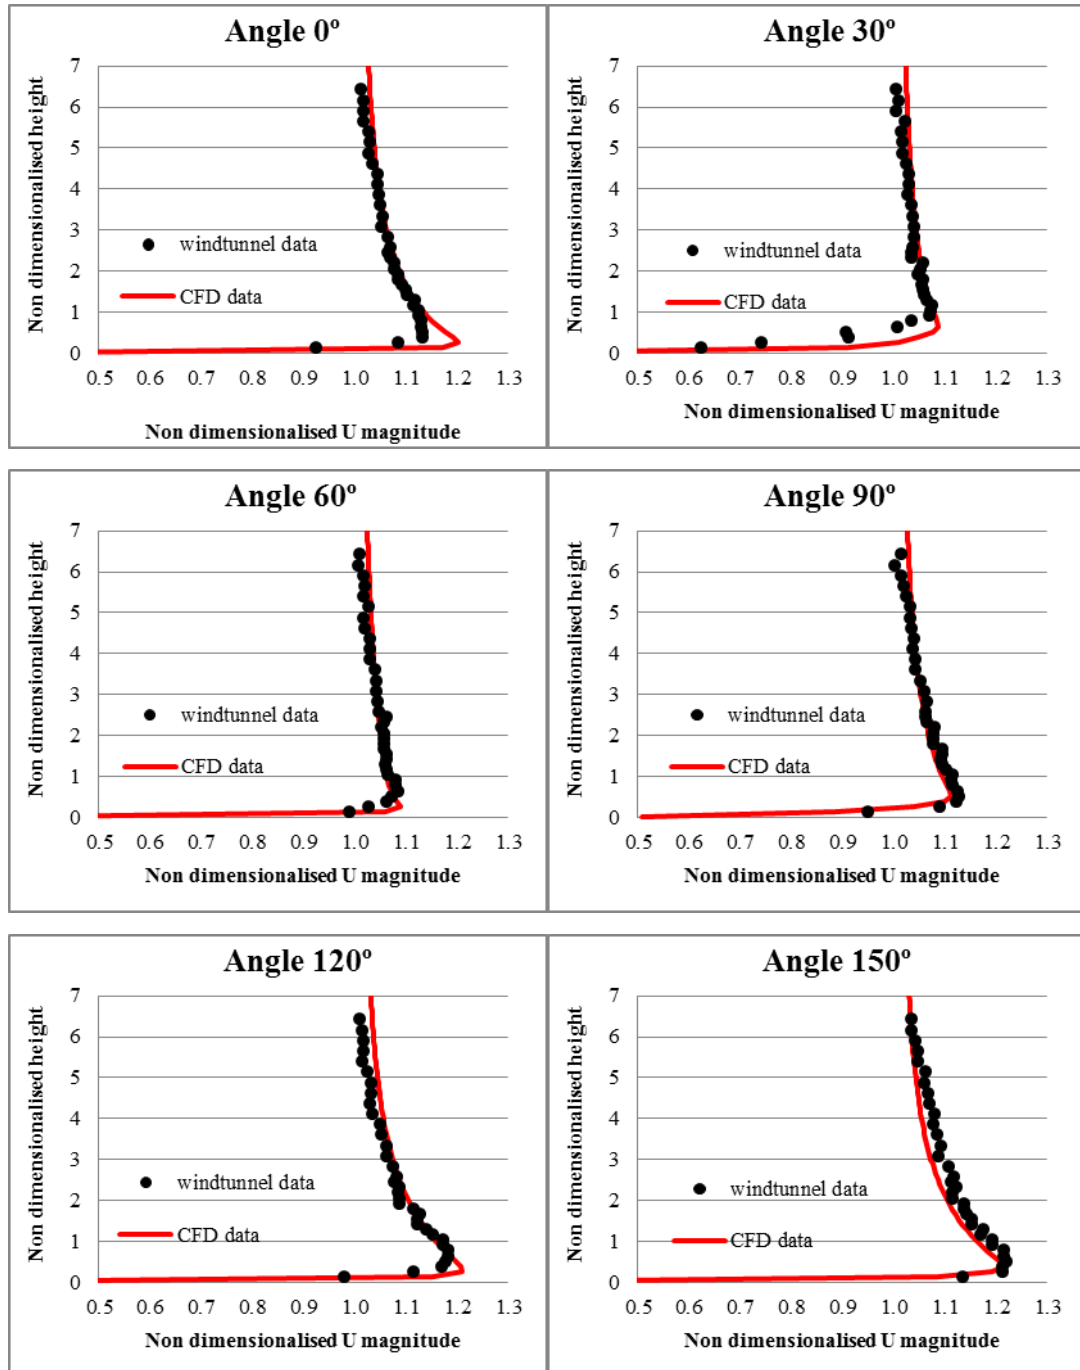 Angle 0º
Non dimensionalised height
7
6
5
4
3
2
1
0
windtunnel data
CFD data
0.5 0.6 0.7 0.8 0.9 1.0 1.1 1.2 1.3
Non dimensionalised U magnitude
Angle 30º
Non dimensionalised height
7
6
5
4
3
2
1
0
windtunnel data
CFD data
0.5 0.6 0.7 0.8 0.9 1.0 1.1 1.2 1.3
Non dimensionalised U magnitude
Angle 60º
Non dimensionalised height
7
6
5
4
3
2
1
0
windtunnel data
CFD data
0.5 0.6 0.7 0.8 0.9 1.0 1.1 1.2 1.3
Non dimensionalised U magnitude
Angle 90º
Non dimensionalised height
7
6
5
4
3
2
1
0
windtunnel data
CFD data
0.5 0.6 0.7 0.8 0.9 1.0 1.1 1.2 1.3
Non dimensionalised U magnitude
Angle 120º
Non dimensionalised height
7
6
5
4
3
2
1
0
windtunnel data
CFD data
0.5 0.6 0.7 0.8 0.9 1.0 1.1 1.2 1.3
Non dimensionalised U magnitude
Angle 150º
Non dimensionalised height
7
6
5
4
3
2
1
0
windtunnel data
CFD data
0.5 0.6 0.7 0.8 0.9 1.0 1.1 1.2 1.3
Non dimensionalised U magnitude